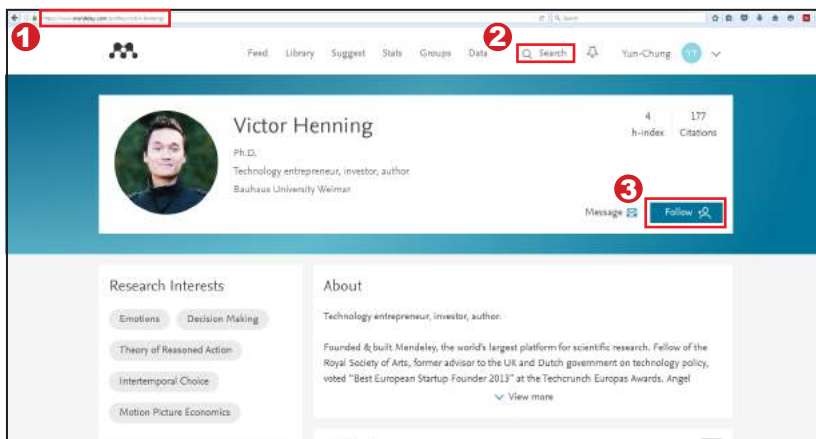 1
2
Feed Library Suggest Stats Groups Data Search Yun-Chung
Victor Henning
4 177
h-index Citations
Ph.D.
Technology entrepreneur, investor, author
Bauhaus University Weimar
3
Message Follow
Research Interests
Emotions Decision Making
Theory of Reasoned Action
Intertemporal Choice
Motion Picture Economics
About
Technology entrepreneur, investor, author.
Founded & built Mendeley, the world's largest platform for scientific research. Fellow of the
Royal Society of Arts, former advisor to the UK and Dutch government on technology policy,
voted "Best European Startup Founder 2013" at the Techcrunch Europas Awards. Angel
View more